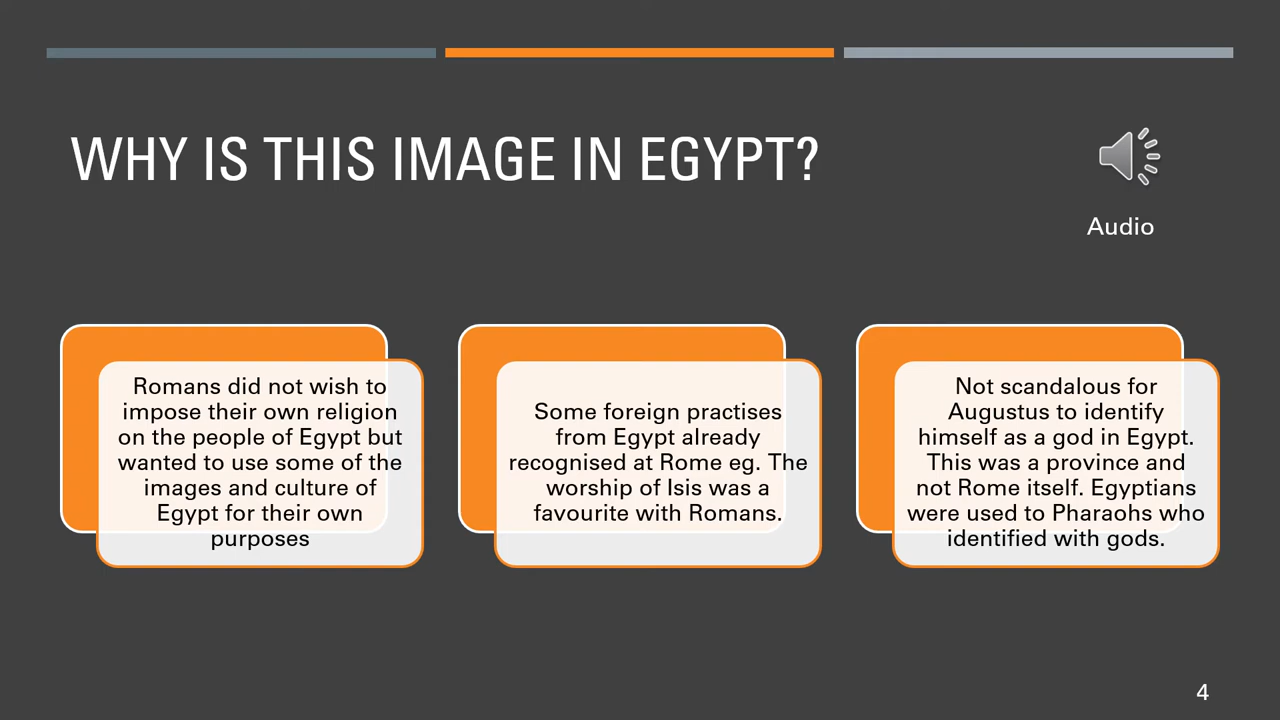 WHY IS THIS IMAGE IN EGYPT?
Audio
Romans did not wish to
impose their own religion
on the people of Egypt but
wanted to use some of the
images and culture of
Egypt for their own
purposes
Some foreign practises
from Egypt already
recognised at Rome eg. The
worship of Isis was a
favourite with Romans.
Not scandalous for
Augustus to identify
himself as a god in Egypt.
This was a province and
not Rome itself. Egyptians
were used to Pharaohs who
identified with gods.
4